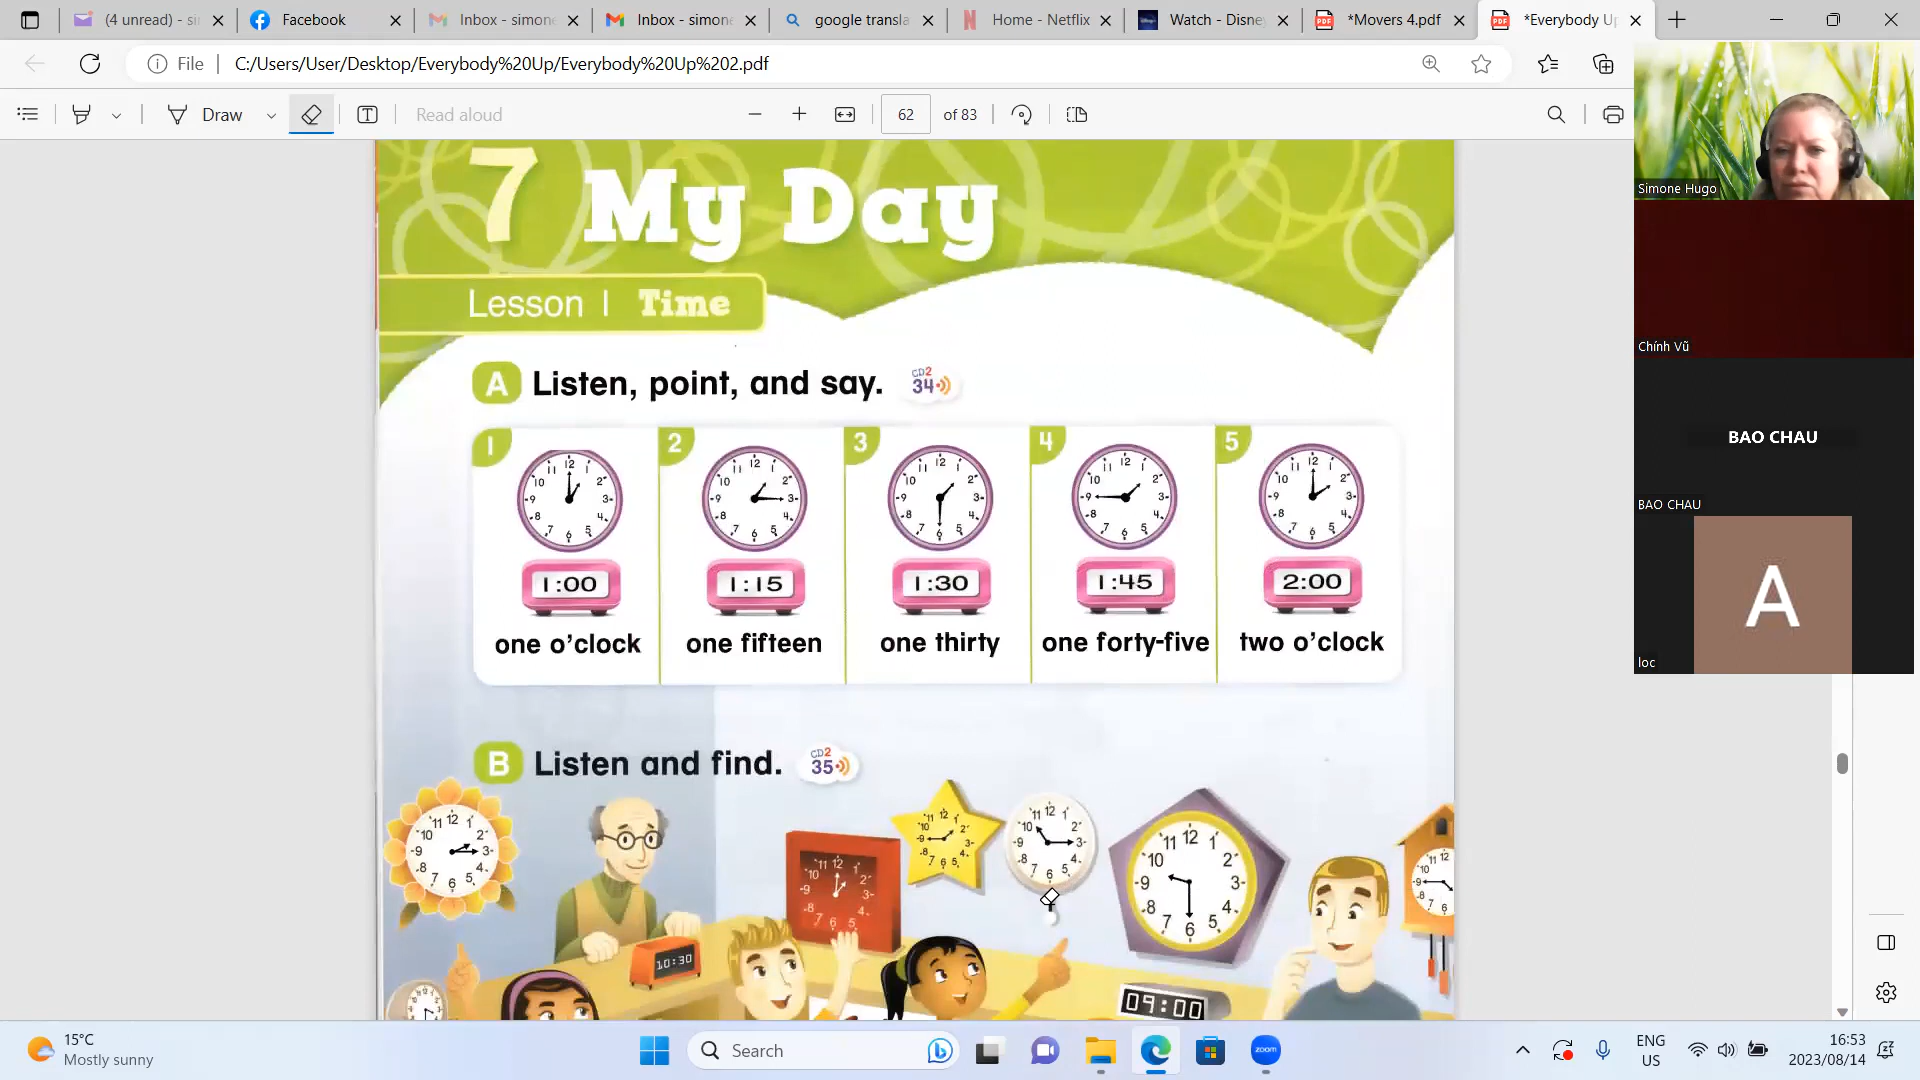 (4 unread) - si
Facebook
Inbox - simone
Inbox - simone
google transla
Home - Netflix
Watch - Disne
*Movers 4.pdf
*Everybody Up
File
C:/Users/User/Desktop/Everybody%20Up/Everybody%20Up%202.pdf
Draw
Read aloud
62 of 83
7 My Day
Lesson 1 Time
A Listen, point, and say. CD2 34
1 2 3 4 5
1:00 1:15 1:30 1:45 2:00
one o'clock one fifteen one thirty one forty-five two o'clock
B Listen and find. CD2 35
10:30
09:00
Simone Hugo
Chính Vũ
BAO CHAU
BAO CHAU
A
loc
15°C
Mostly sunny
Search
zoom
ENG
US
16:53
2023/08/14